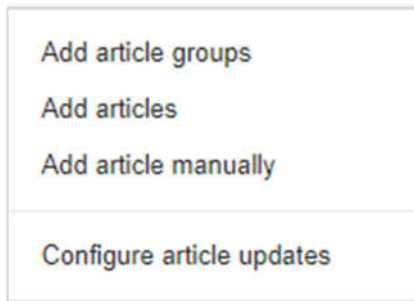 Add article groups
Add articles
Add article manually
Configure article updates